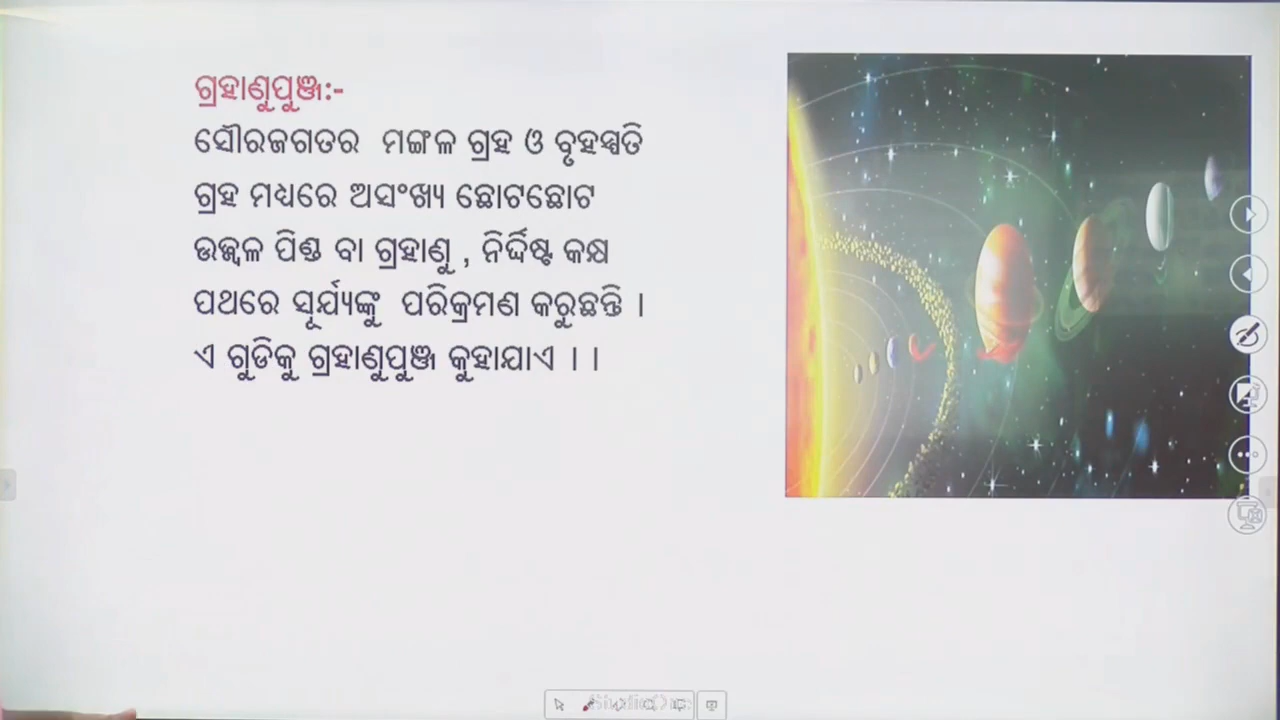 ଗ୍ରହାଣୁପୁଞ୍ଜ:-
ସୌରଜଗତର ମଙ୍ଗଳ ଗ୍ରହ ଓ ବୃହସ୍ପତି
ଗ୍ରହ ମଧ୍ୟରେ ଅସଂଖ୍ୟ ଛୋଟଛୋଟ
ଉଜ୍ଜ୍ୱଳ ପିଣ୍ଡ ବା ଗ୍ରହାଣୁ , ନିର୍ଦ୍ଦିଷ୍ଟ କକ୍ଷ
ପଥରେ ସୂର୍ଯ୍ୟଙ୍କୁ ପରିକ୍ରମଣ କରୁଛନ୍ତି ।
ଏ ଗୁଡିକୁ ଗ୍ରହାଣୁପୁଞ୍ଜ କୁହାଯାଏ । ।